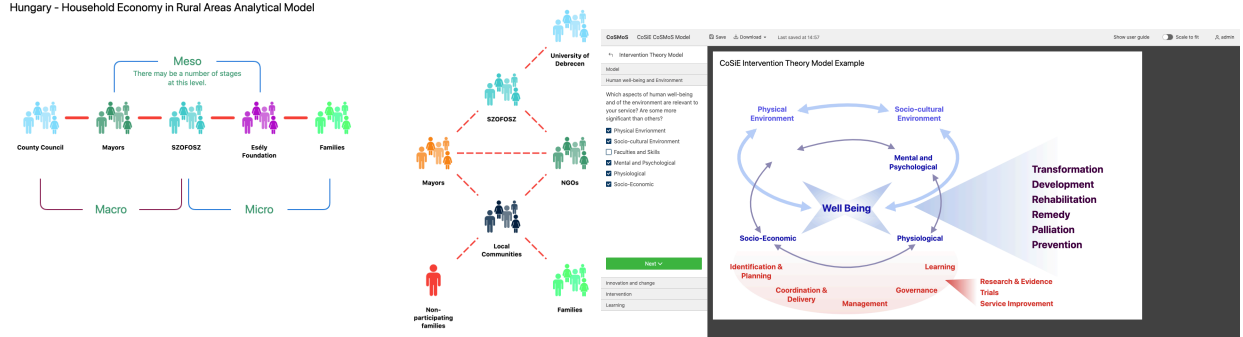 Hungary - Household Economy in Rural Areas Analytical Model
Meso
There may be a number of stages
at this level.
County Council
Mayors
SZOFOSZ
Esély
Foundation
Families
Macro
Micro
University of
Debrecen
SZOFOSZ
Mayors
NGOs
Local
Communities
Non-
participating
families
Families
CoSMoS CoSiE CoSMoS Model Save Download Last saved at 14:57 Show user guide Scale to fit admin
Intervention Theory Model
Model
Human well-being and Environment
Which aspects of human well-being
and of the environment are relevant to
your service? Are some more
significant than others?
Physical Envrionment
Socio-cultural Environment
Faculties and Skills
Mental and Psychological
Physiological
Socio-Economic
Next
Innovation and change
Intervention
Learning
CoSiE Intervention Theory Model Example
Physical
Environment
Socio-cultural
Environment
Mental and
Psychological
Well Being
Socio-Economic
Physiological
Transformation
Development
Rehabilitation
Remedy
Palliation
Prevention
Identification &
Planning
Coordination &
Delivery
Management
Governance
Learning
Research & Evidence
Trials
Service Improvement